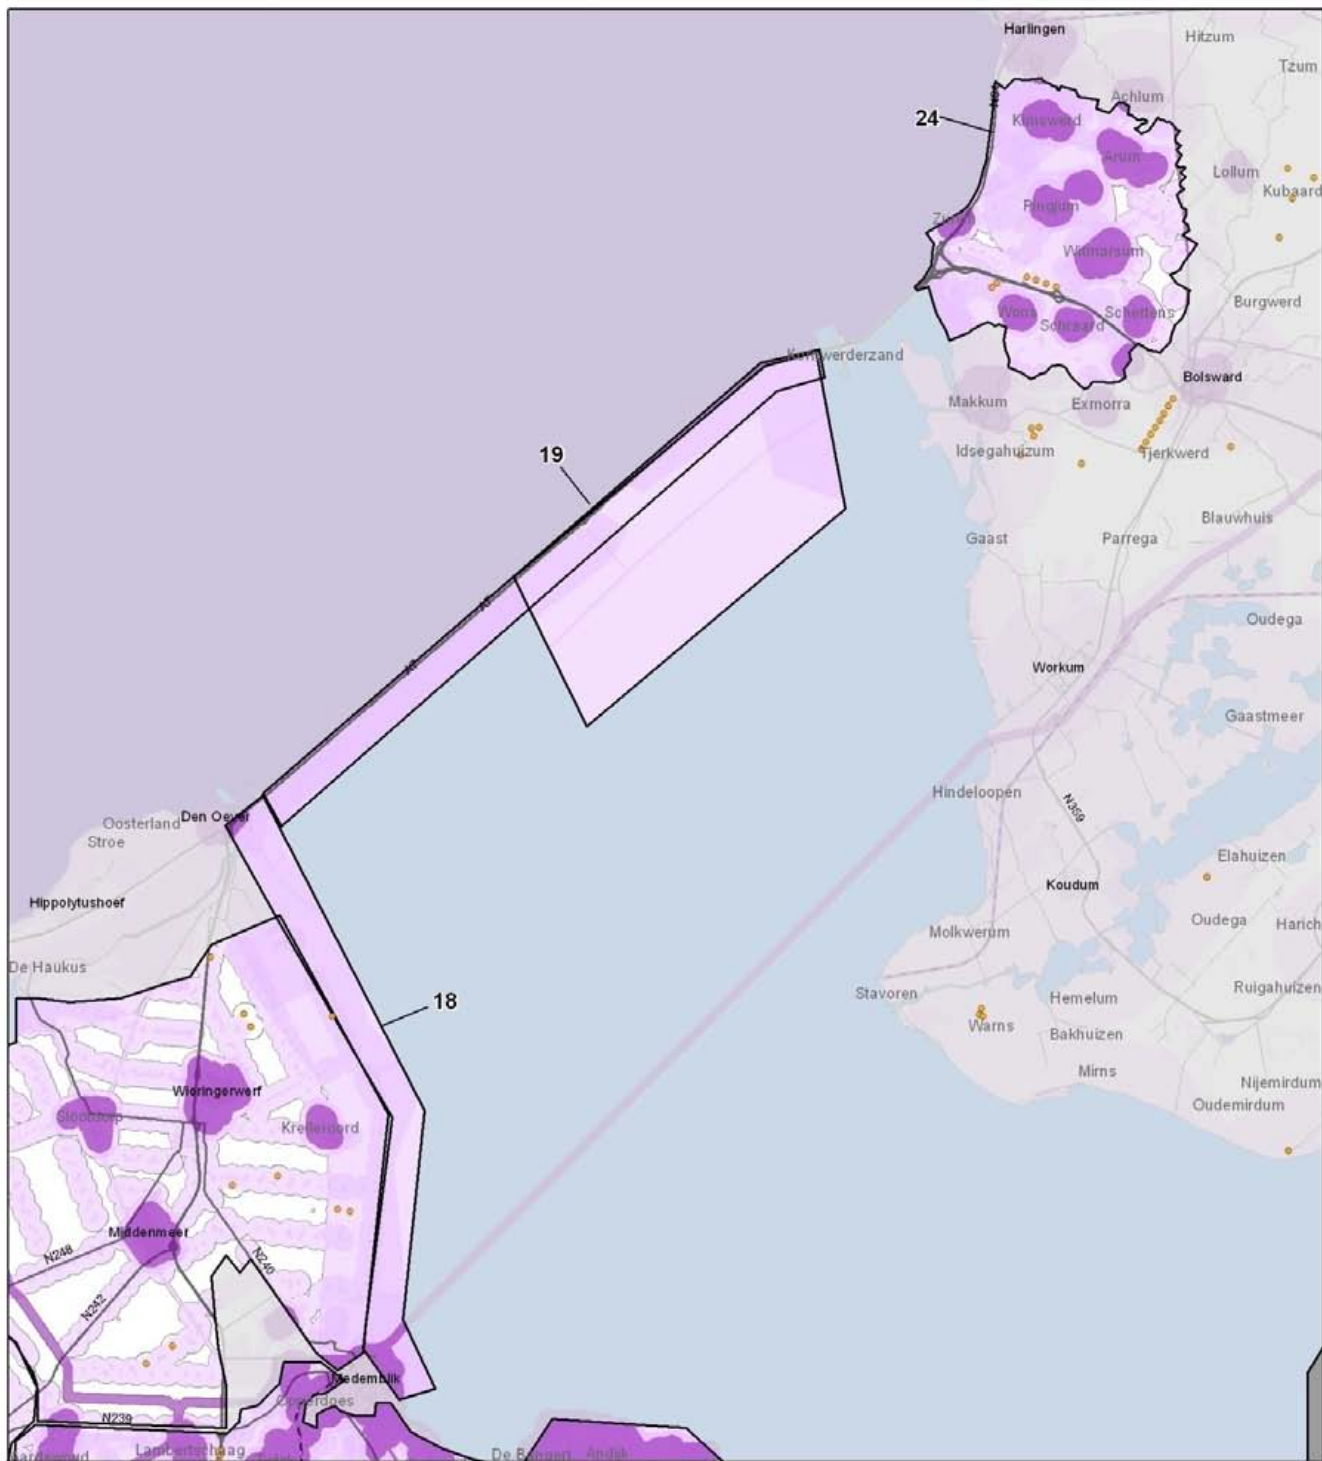 Harlingen
Hitzum
Tzum
Achlum
24
Kimswerd
Arum
Lollum
Kubaard
Pingjum
Zurich
Witmarsum
Burgwerd
Wons
Schraard
Schettens
Kornwerderzand
Bolsward
Makkum
Exmorra
Idsegahuizum
Tjerkwerd
19
Blauwhuis
Gaast
Parrega
A7
Oudega
A7
Workum
Gaastmeer
Hindeloopen
N359
Oosterland
Den Oever
Stroe
Elahuizen
Koudum
Hippolytushoef
Oudega
Harich
Molkwerum
De Haukus
Ruigahuizen
Stavoren
18
Hemelum
Warns
Bakhuizen
Mirns
Nijemirdum
Wieringerwerf
Oudemirdum
Slootdorp
Kreileroord
Middenmeer
N248
N240
N242
Medemblik
Opperdoes
N239
Lambertschaag
De Bangert
Andijk